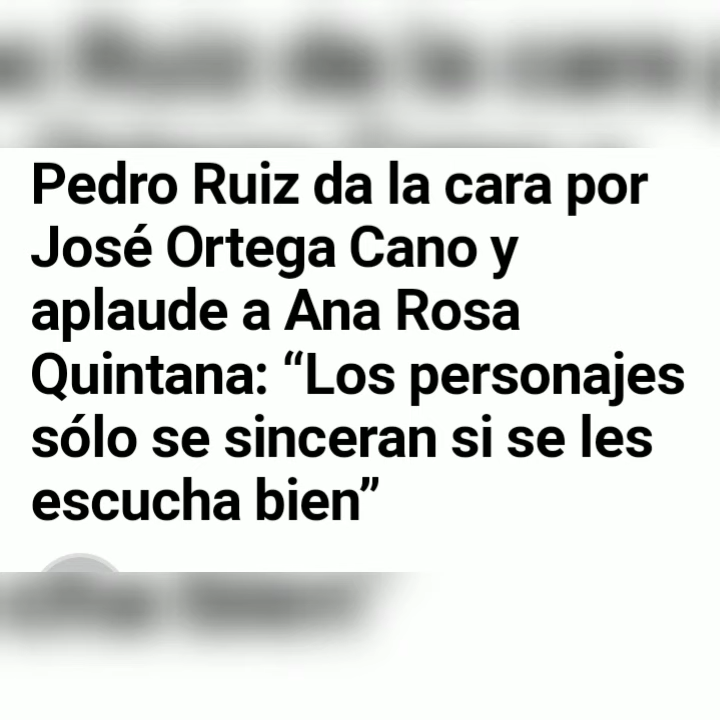 Pedro Ruiz da la cara por
José Ortega Cano y
aplaude a Ana Rosa
Quintana: “Los personajes
sólo se sinceran si se les
escucha bien”